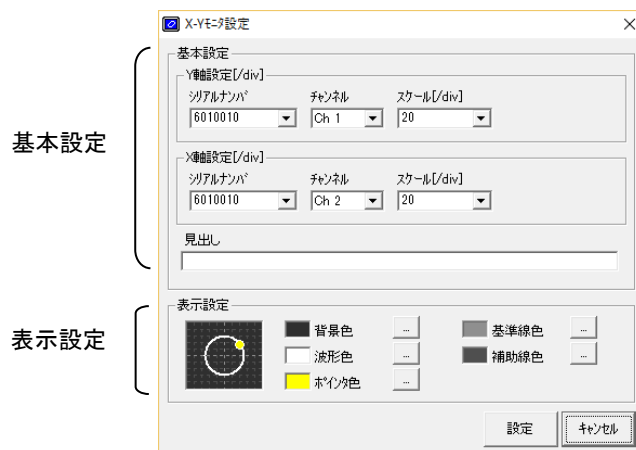 X-Yﾓﾆﾀ設定
基本設定
基本設定
Y軸設定[/div]
ｼﾘｱﾙﾅﾝﾊﾞ ﾁｬﾝﾈﾙ ｽｹｰﾙ[/div]
6010010 Ch 1 20
X軸設定[/div]
ｼﾘｱﾙﾅﾝﾊﾞ ﾁｬﾝﾈﾙ ｽｹｰﾙ[/div]
6010010 Ch 2 20
見出し
表示設定
表示設定
背景色 ... 基準線色 ...
波形色 ... 補助線色 ...
ﾎﾟｲﾝﾀ色 ...
設定 ｷｬﾝｾﾙ